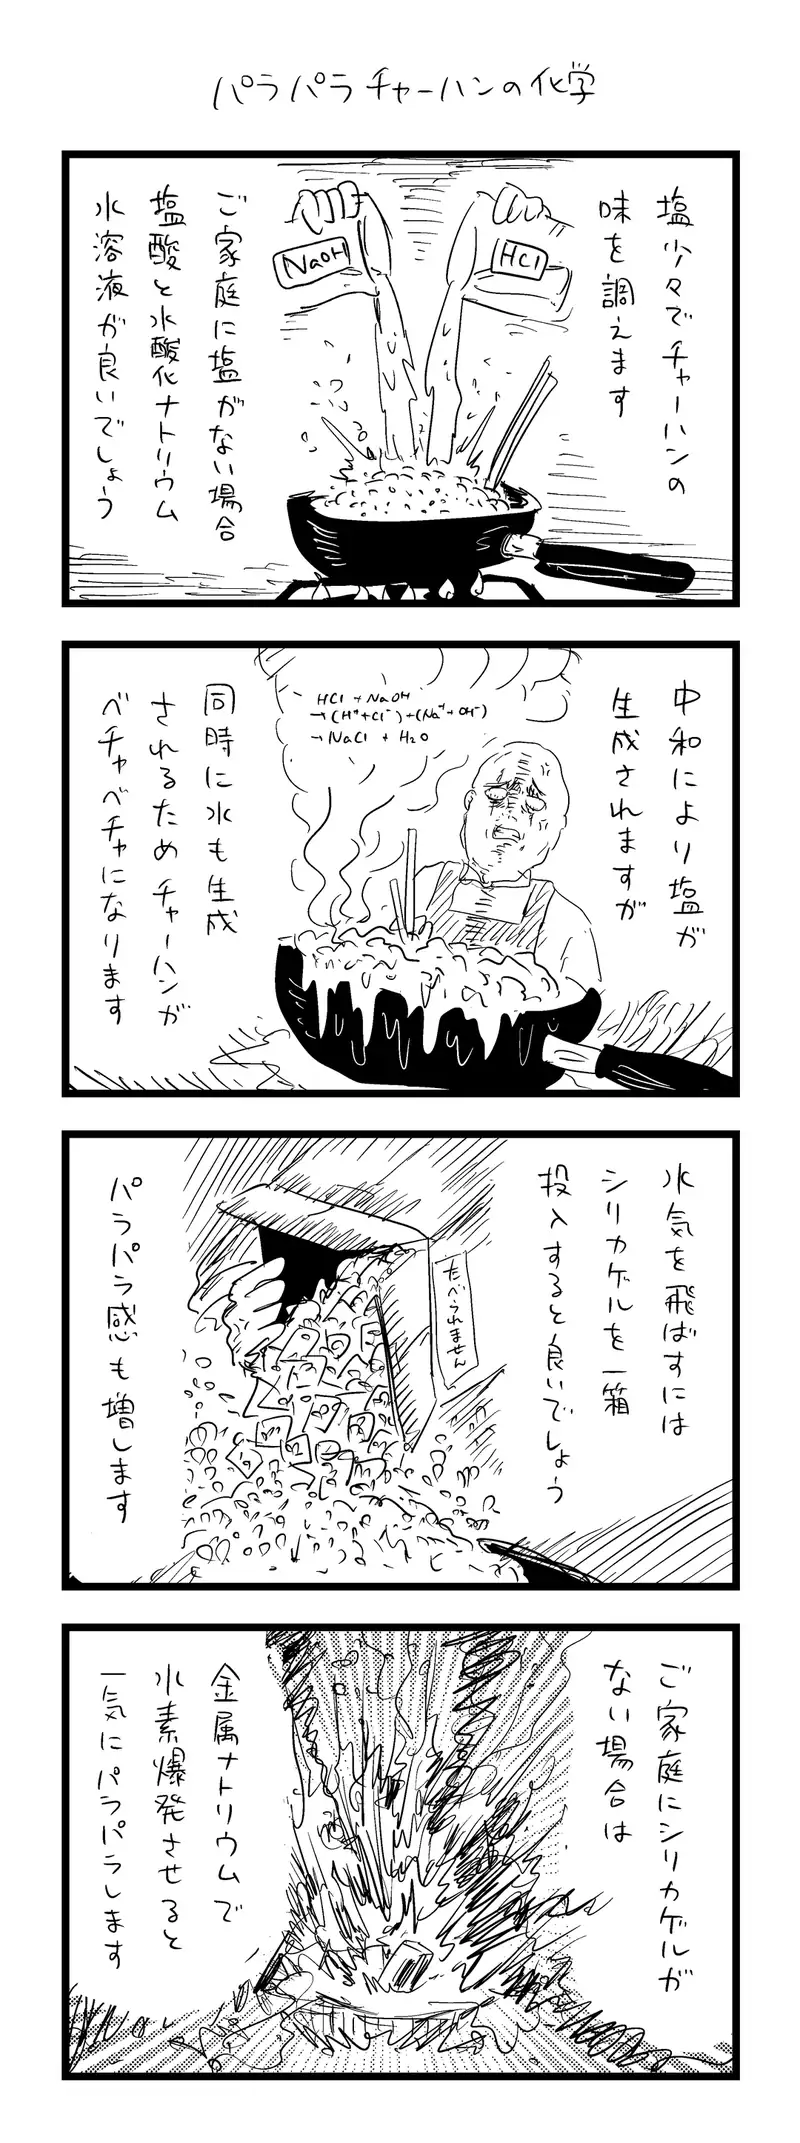 パラパラチャーハンの化学
塩少々でチャーハンの
味を調えます
NaOH
HCl
ご家庭に塩がない場合
塩酸と水酸化ナトリウム
水溶液が良いでしょう
中和により塩が
生成されますが
HCl + NaOH
→(H⁺+Cl⁻)+(Na⁺+OH⁻)
→NaCl + H₂O
同時に水も生成
されるためチャーハンが
ベチャベチャになります
水気を飛ばすには
シリカゲルを一箱
投入すると良いでしょう
たべられません
パラパラ感も増します
ご家庭にシリカゲルが
ない場合は
金属ナトリウムで
水素爆発させると
一気にパラパラします